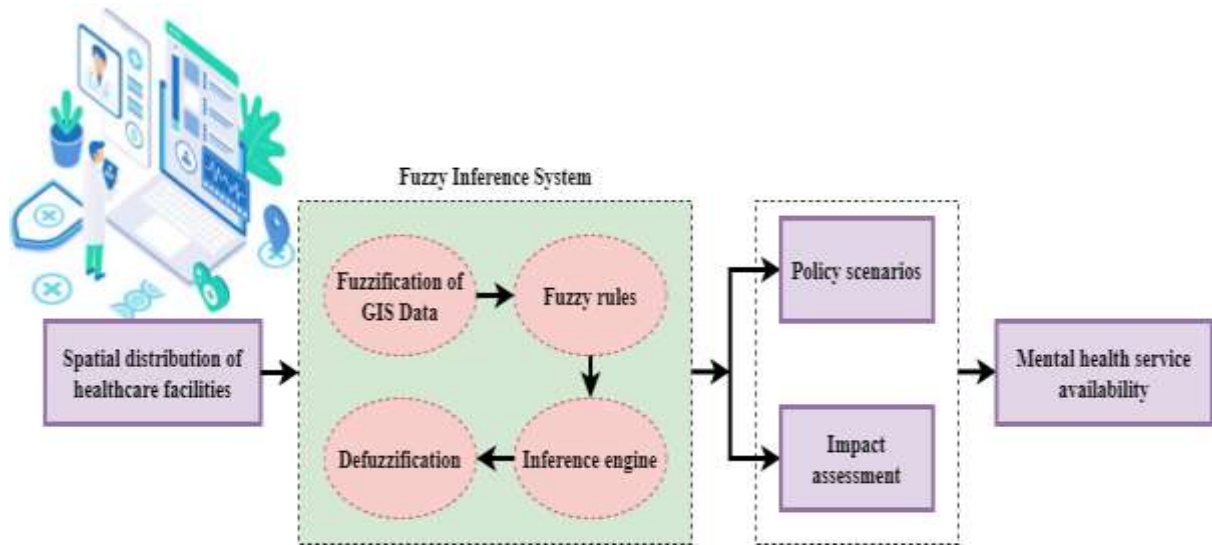 Fuzzy Inference System
Spatial distribution of
healthcare facilities
Fuzzification of
GIS Data
Fuzzy rules
Inference engine
Defuzzification
Policy scenarios
Impact
assessment
Mental health service
availability